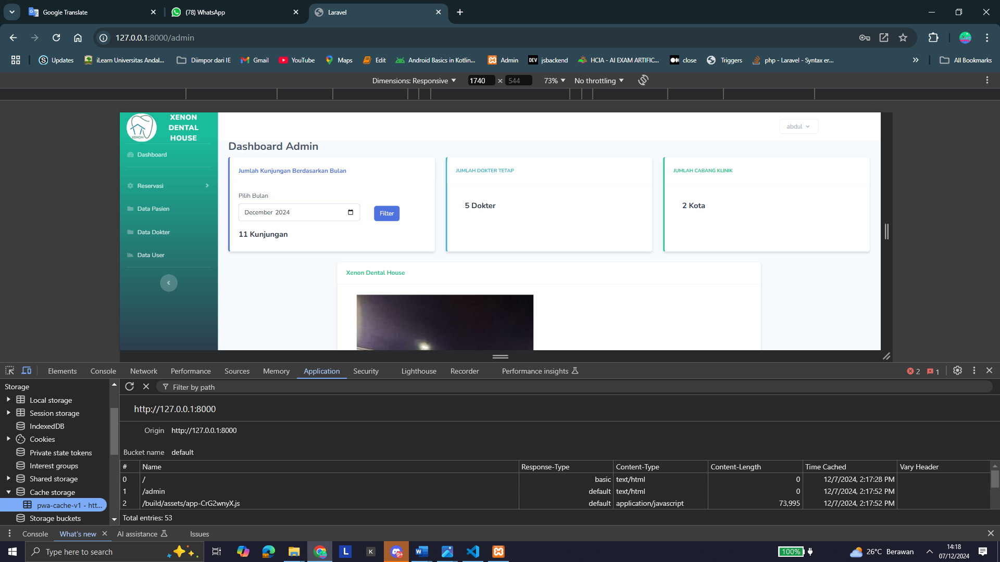 Google Translate
(78) WhatsApp
Laravel
127.0.0.1:8000/admin
Updates
iLearn Universitas Andal...
Diimpor dari IE
Gmail
YouTube
Maps
Edit
Android Basics in Kotlin...
Admin
DEV jsbackend
HCIA - AI EXAM ARTIFIC...
close
Triggers
php - Laravel - Syntax er...
All Bookmarks
Dimensions: Responsive
1740 × 544
73%
No throttling
XENON
DENTAL
HOUSE
XENON
abdul
Dashboard
Reservasi
Data Pasien
Data Dokter
Data User
Dashboard Admin
Jumlah Kunjungan Berdasarkan Bulan
Pilih Bulan
December 2024
Filter
11 Kunjungan
JUMLAH DOKTER TETAP
5 Dokter
JUMLAH CABANG KLINIK
2 Kota
Xenon Dental House
Elements Console Network Performance Sources Memory Application Security Lighthouse Recorder Performance insights
2 1
Storage
Local storage
Session storage
IndexedDB
Cookies
Private state tokens
Interest groups
Shared storage
Cache storage
pwa-cache-v1 - htt...
Storage buckets
Filter by path
http://127.0.0.1:8000
Origin http://127.0.0.1:8000
Bucket name default
# Name Response-Type Content-Type Content-Length Time Cached Vary Header
0 / basic text/html 0 12/7/2024, 2:17:28 PM
1 /admin default text/html 0 12/7/2024, 2:17:52 PM
2 /build/assets/app-CrG2wnyX.js default application/javascript 73,995 12/7/2024, 2:17:52 PM
Total entries: 53
Console What's new AI assistance Issues
Type here to search
L
K
9+
W
100%
26°C Berawan
14:18
07/12/2024